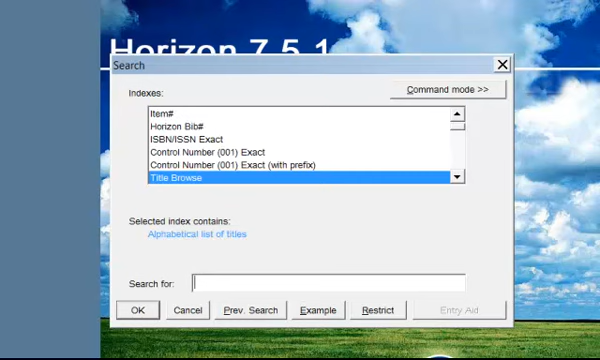 Horizon 7.5.1
Search
Indexes:
Command mode >>
Item#
Horizon Bib#
ISBN/ISSN Exact
Control Number (001) Exact
Control Number (001) Exact (with prefix)
Title Browse
Selected index contains:
Alphabetical list of titles
Search for:
OK Cancel Prev. Search Example Restrict Entry Aid